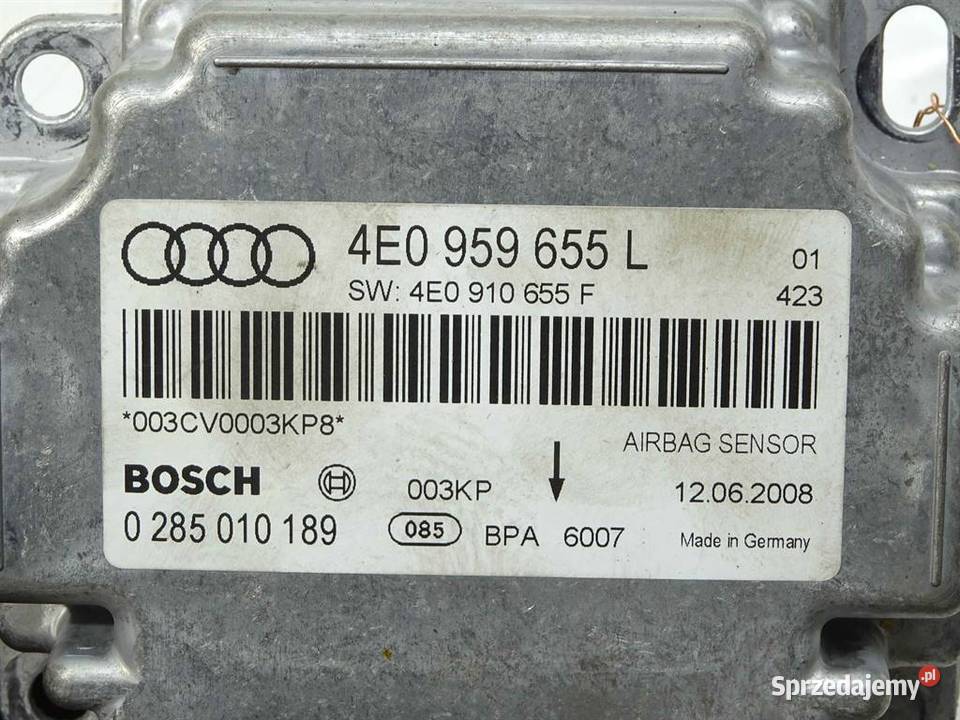 4E0 959 655 L
01
SW: 4E0 910 655 F
423
*003CV0003KP8*
AIRBAG SENSOR
BOSCH
003KP
12.06.2008
0 285 010 189
085
BPA 6007
Made in Germany
Sprzedajemy.pl